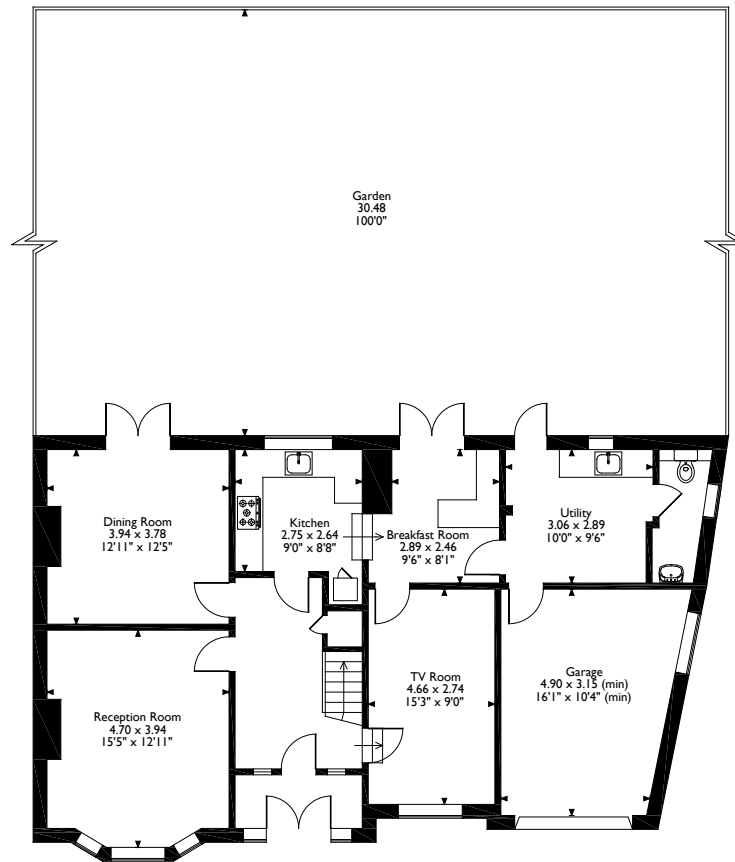 Garden
30.48
100'0"
Dining Room
3.94 x 3.78
12'11" x 12'5"
Kitchen
2.75 x 2.64
9'0" x 8'8"
Breakfast Room
2.89 x 2.46
9'6" x 8'1"
Utility
3.06 x 2.89
10'0" x 9'6"
Reception Room
4.70 x 3.94
15'5" x 12'11"
TV Room
4.66 x 2.74
15'3" x 9'0"
Garage
4.90 x 3.15 (min)
16'1" x 10'4" (min)